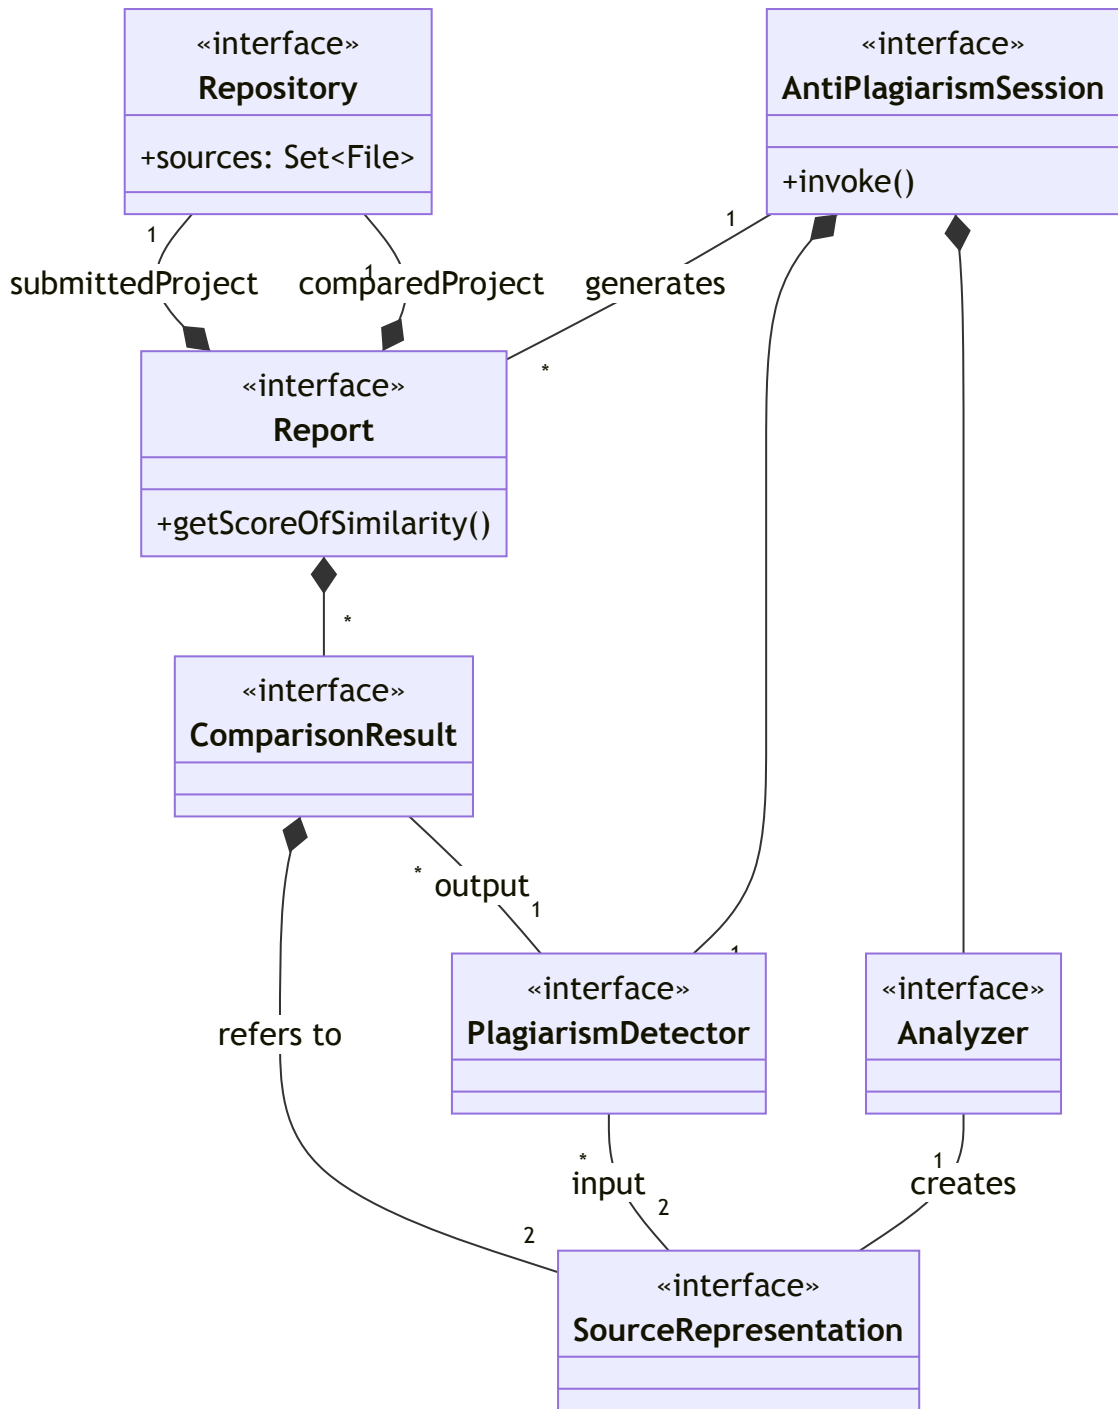 «interface»
Repository
+sources: Set<File>
«interface»
AntiPlagiarismSession
+invoke()
1
submittedProject
1
comparedProject
1
generates
*
«interface»
Report
+getScoreOfSimilarity()
*
«interface»
ComparisonResult
*
output
1
1
«interface»
PlagiarismDetector
«interface»
Analyzer
refers to
2
*
input
2
1
creates
«interface»
SourceRepresentation